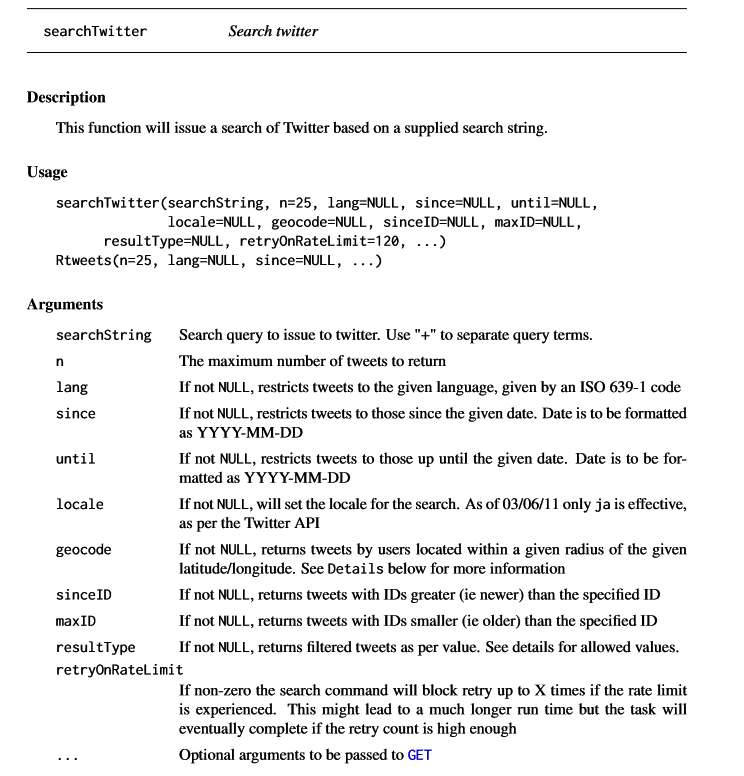 searchTwitter Search twitter
Description
This function will issue a search of Twitter based on a supplied search string.
Usage
searchTwitter(searchString, n=25, lang=NULL, since=NULL, until=NULL,
locale=NULL, geocode=NULL, sinceID=NULL, maxID=NULL,
resultType=NULL, retryOnRateLimit=120, ...)
Rtweets(n=25, lang=NULL, since=NULL, ...)
Arguments
searchString Search query to issue to twitter. Use "+" to separate query terms.
n The maximum number of tweets to return
lang If not NULL, restricts tweets to the given language, given by an ISO 639-1 code
since If not NULL, restricts tweets to those since the given date. Date is to be formatted
as YYYY-MM-DD
until If not NULL, restricts tweets to those up until the given date. Date is to be for-
matted as YYYY-MM-DD
locale If not NULL, will set the locale for the search. As of 03/06/11 only ja is effective,
as per the Twitter API
geocode If not NULL, returns tweets by users located within a given radius of the given
latitude/longitude. See Details below for more information
sinceID If not NULL, returns tweets with IDs greater (ie newer) than the specified ID
maxID If not NULL, returns tweets with IDs smaller (ie older) than the specified ID
resultType If not NULL, returns filtered tweets as per value. See details for allowed values.
retryOnRateLimit
If non-zero the search command will block retry up to X times if the rate limit
is experienced. This might lead to a much longer run time but the task will
eventually complete if the retry count is high enough
... Optional arguments to be passed to GET